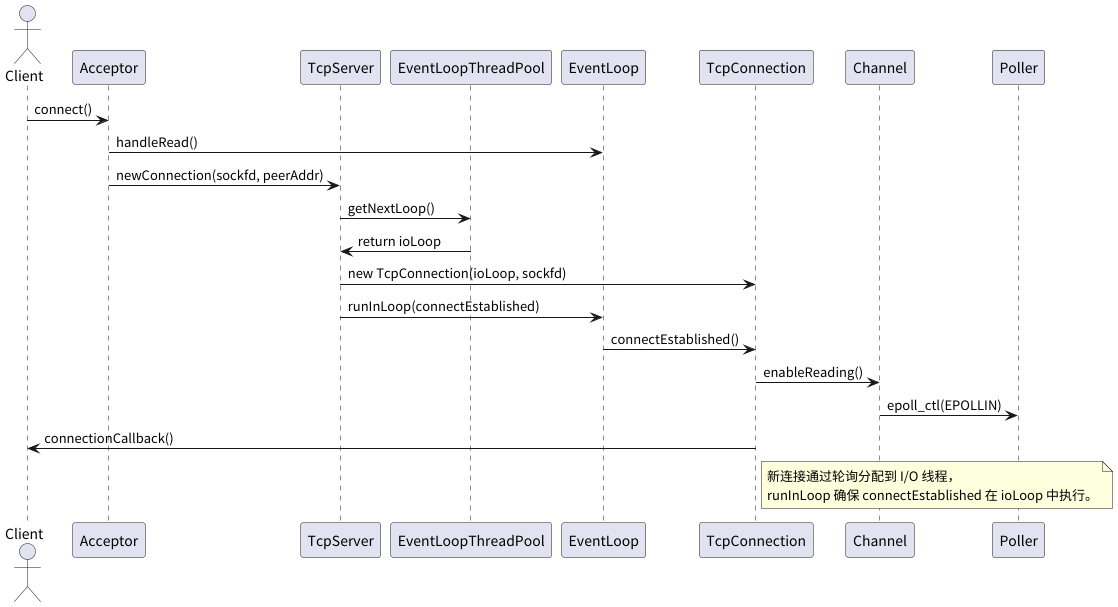 Client
Acceptor
TcpServer
EventLoopThreadPool
EventLoop
TcpConnection
Channel
Poller
connect()
handleRead()
newConnection(sockfd, peerAddr)
getNextLoop()
return ioLoop
new TcpConnection(ioLoop, sockfd)
runInLoop(connectEstablished)
connectEstablished()
enableReading()
epoll_ctl(EPOLLIN)
connectionCallback()
新连接通过轮询分配到 I/O 线程，
runInLoop 确保 connectEstablished 在 ioLoop 中执行。
Client
Acceptor
TcpServer
EventLoopThreadPool
EventLoop
TcpConnection
Channel
Poller